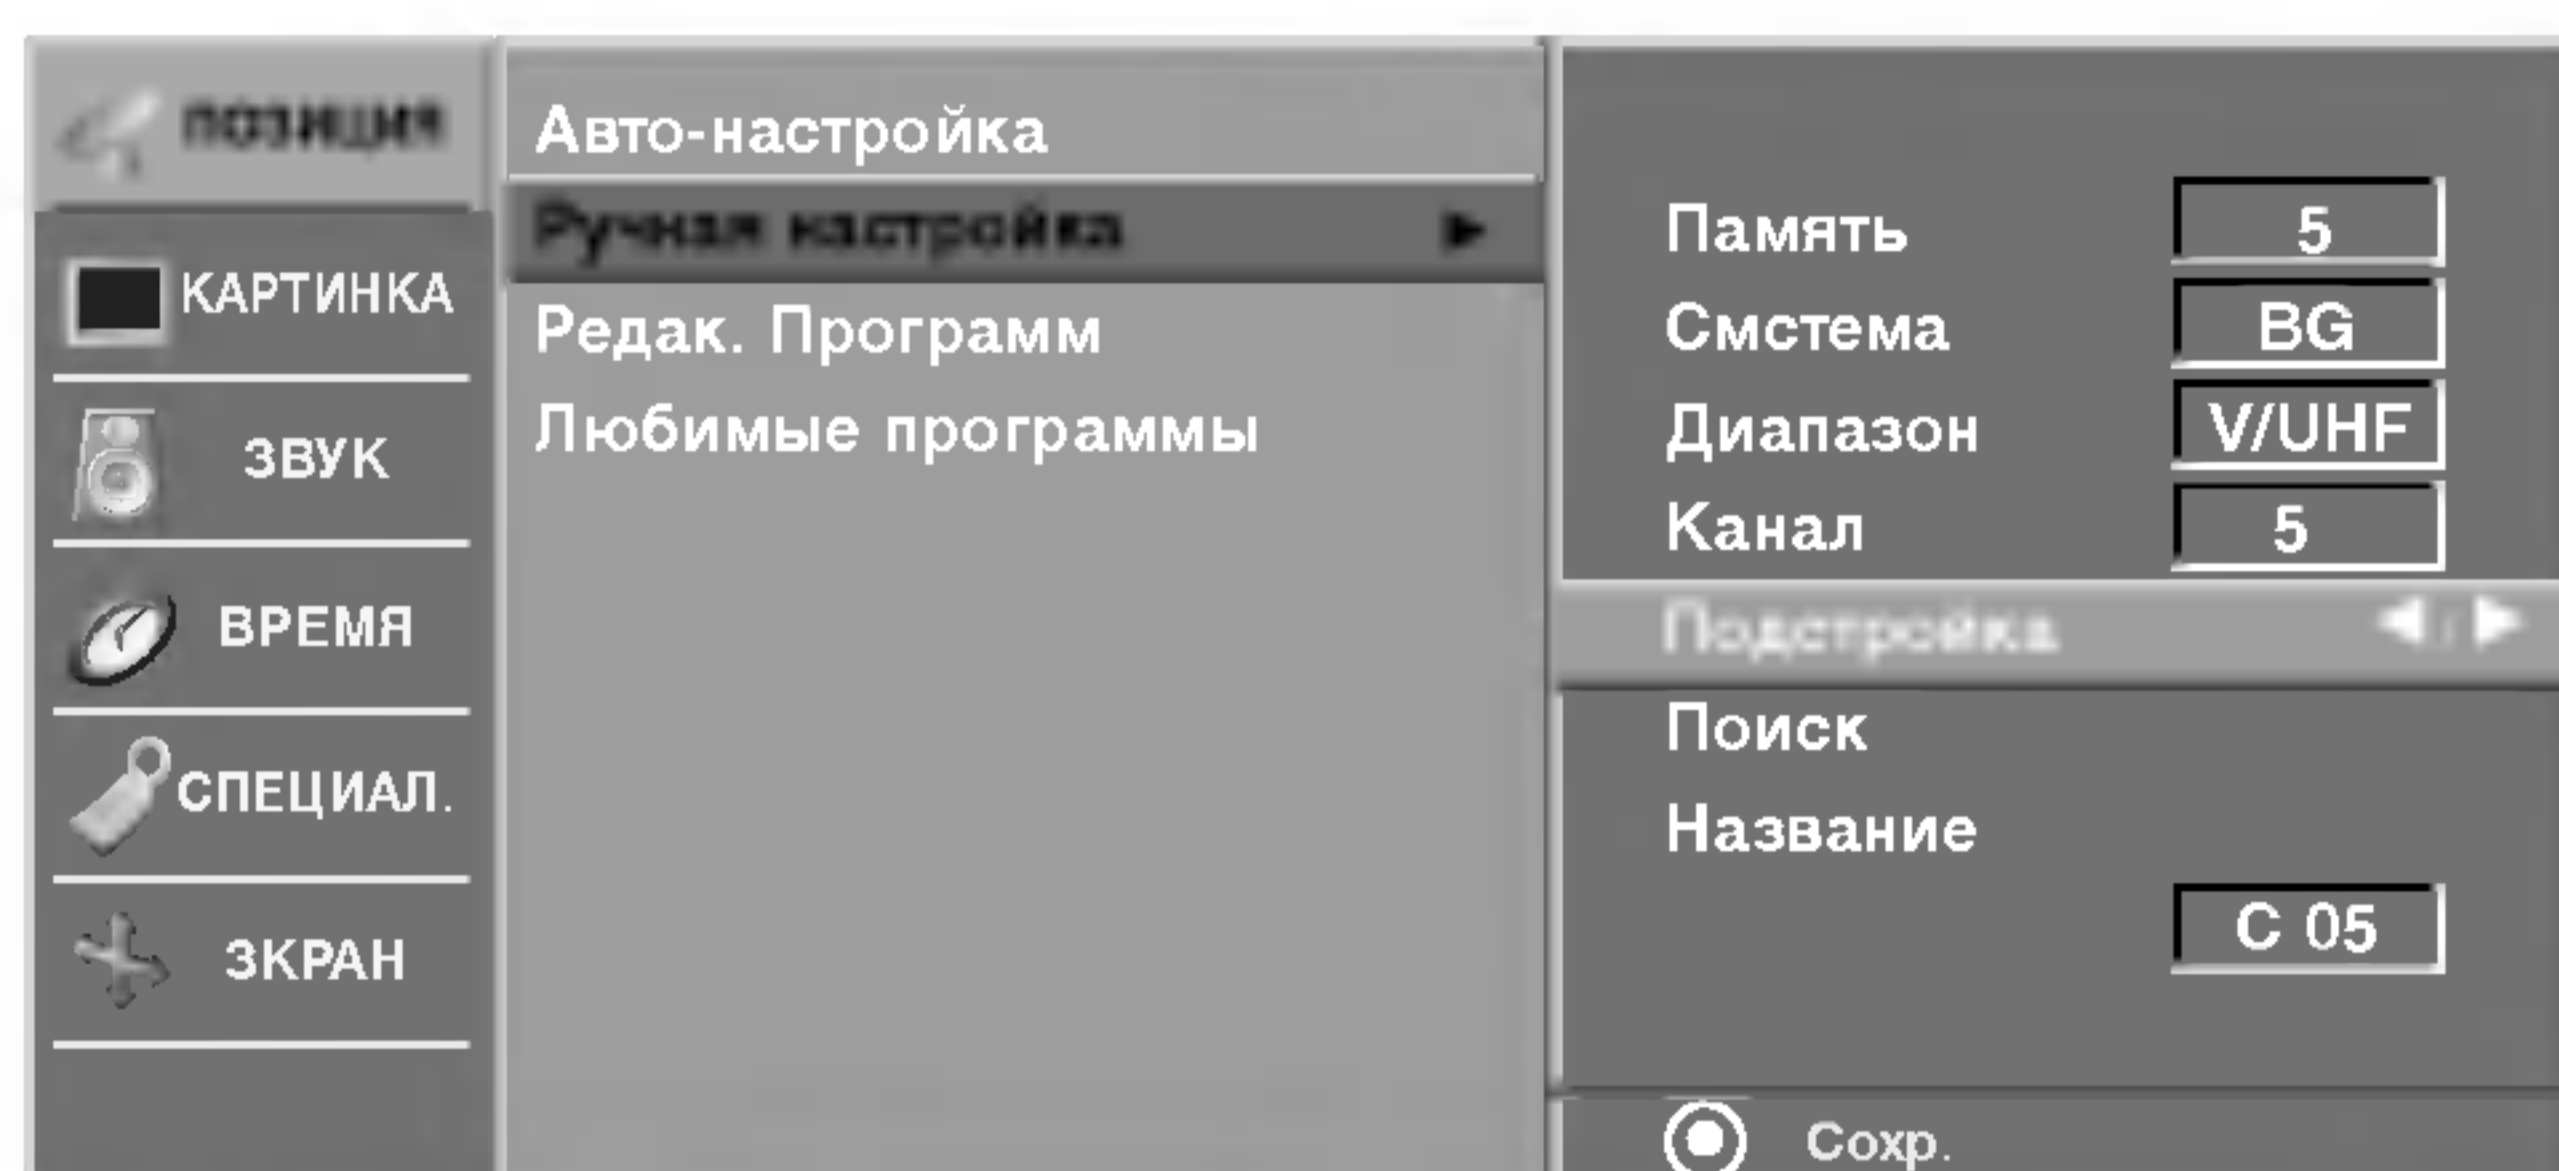 ПОЗИЦИЯ
КАРТИНКА
ЗВУК
ВРЕМЯ
СПЕЦИАЛ.
ЗКРАН
Авто-настройка
Ручная настройка
Редак. Программ
Любимые программы
Память 5
Смстема BG
Диапазон V/UHF
Канал 5
Подстройка
Поиск
Название
C 05
Сохр.